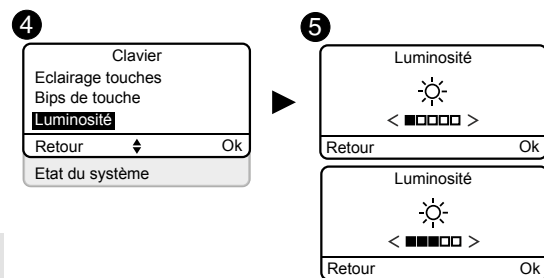 4
Clavier
Eclairage touches
Bips de touche
Luminosité
Retour Ok
Etat du système
5
Luminosité
< >
Retour Ok
Luminosité
< >
Retour Ok